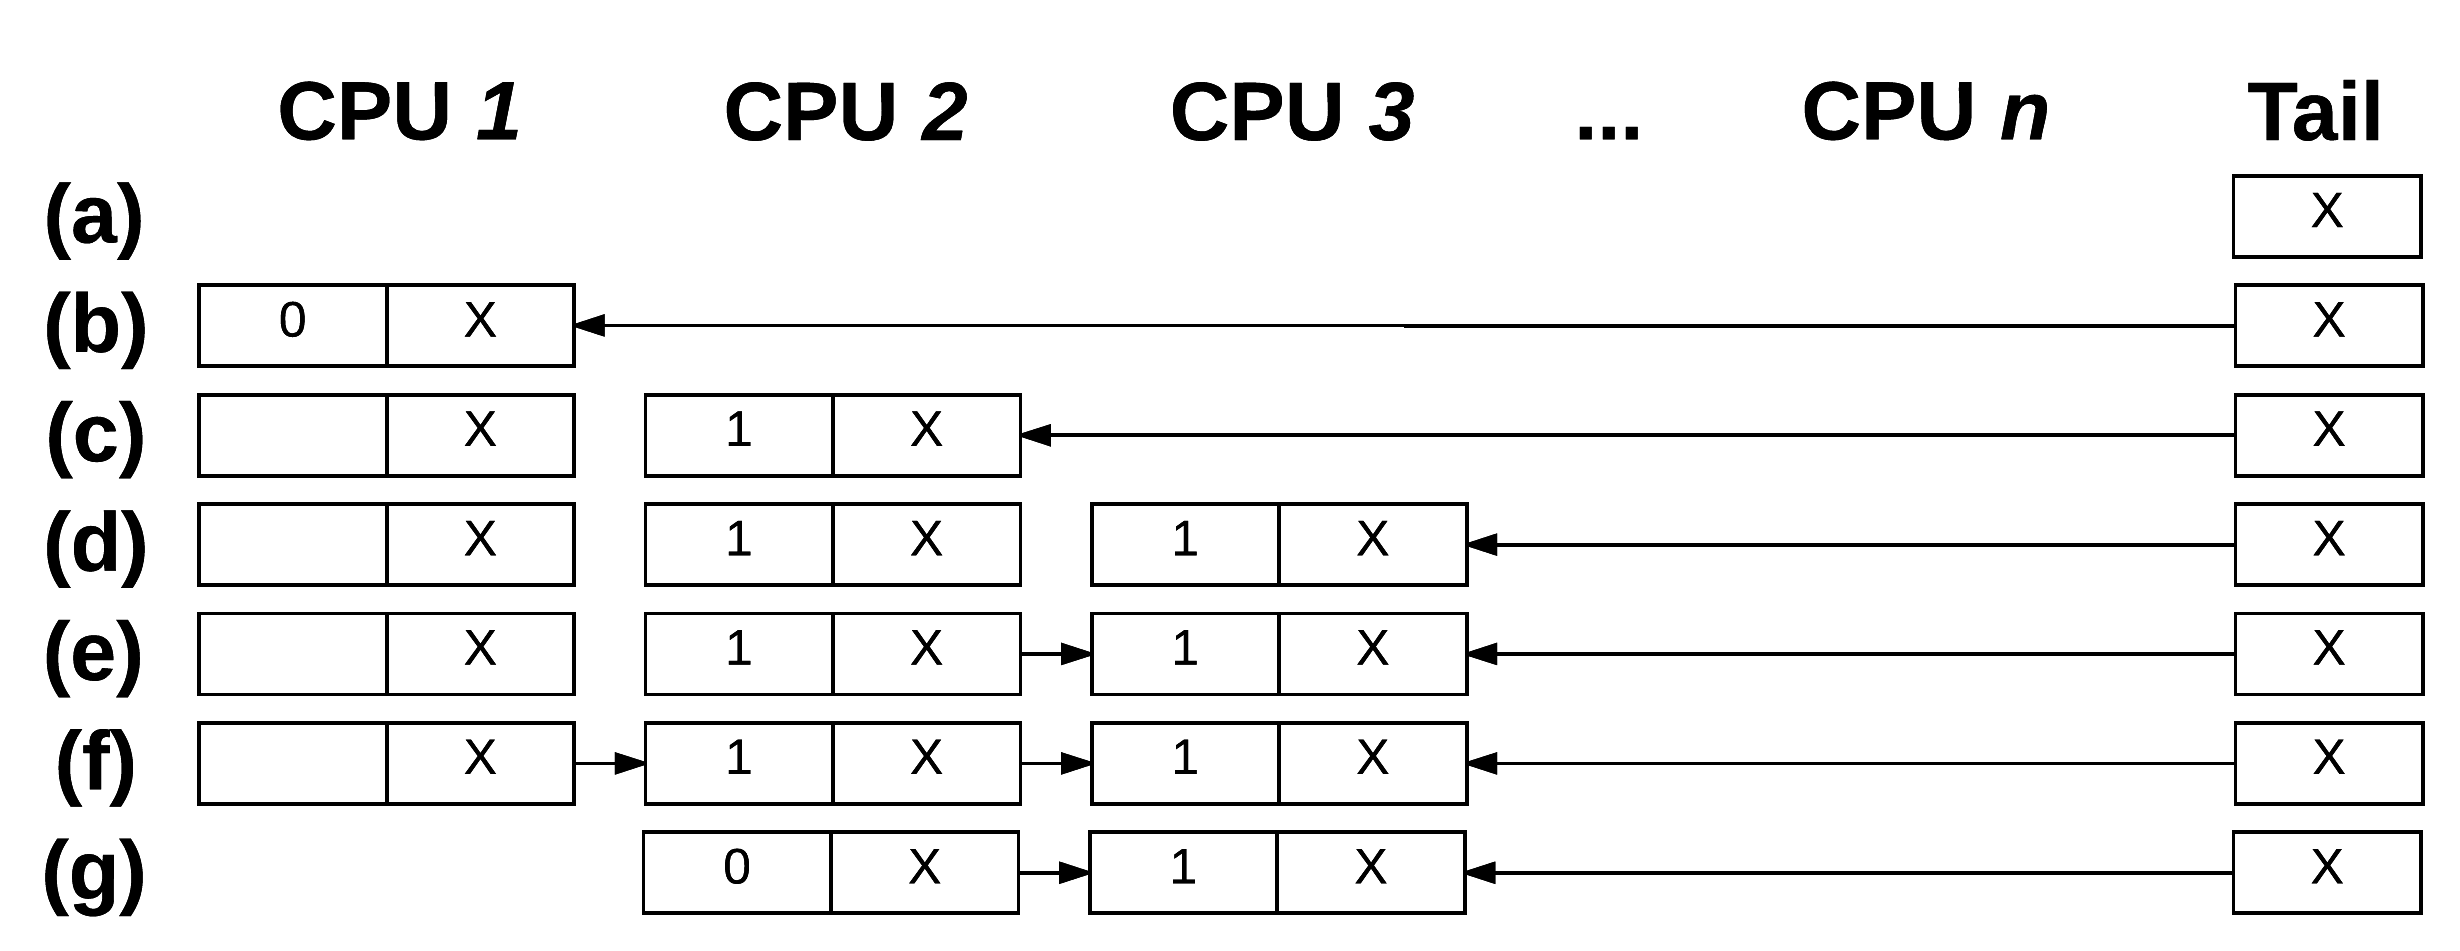 CPU 1 CPU 2 CPU 3 ... CPU n Tail
(a) X
(b) 0 X X
(c) X 1 X X
(d) X 1 X 1 X X
(e) X 1 X 1 X X
(f) X 1 X 1 X X
(g) 0 X 1 X X